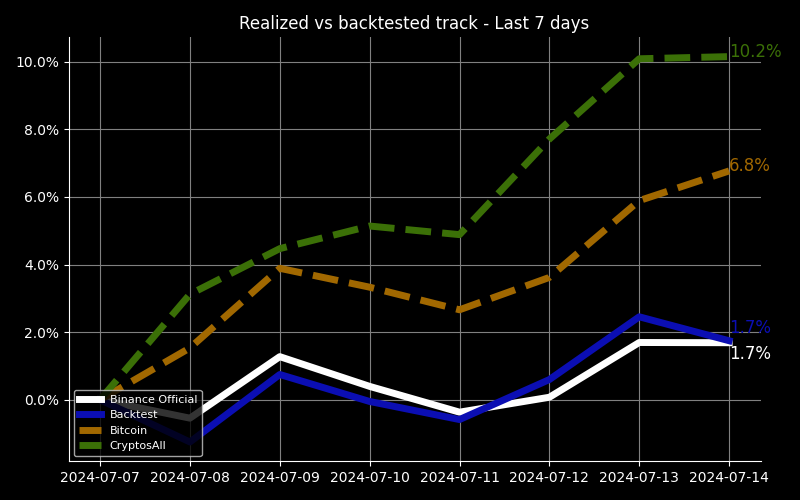 Realized vs backtested track - Last 7 days
10.0%
8.0%
6.0%
4.0%
2.0%
0.0%
10.2%
6.8%
1.7%
1.7%
Binance Official
Backtest
Bitcoin
CryptosAll
2024-07-07 2024-07-08 2024-07-09 2024-07-10 2024-07-11 2024-07-12 2024-07-13 2024-07-14